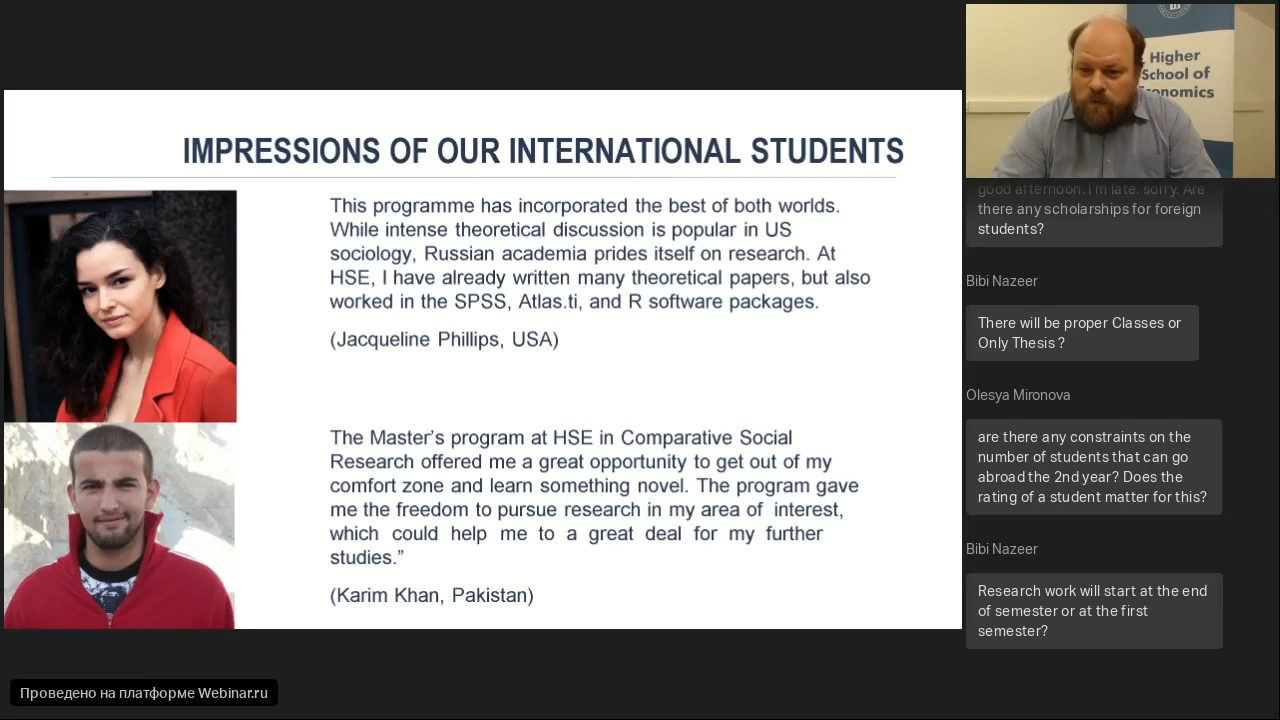 IMPRESSIONS OF OUR INTERNATIONAL STUDENTS
This programme has incorporated the best of both worlds.
While intense theoretical discussion is popular in US
sociology, Russian academia prides itself on research. At
HSE, I have already written many theoretical papers, but also
worked in the SPSS, Atlas.ti, and R software packages.
(Jacqueline Phillips, USA)
The Master’s program at HSE in Comparative Social
Research offered me a great opportunity to get out of my
comfort zone and learn something novel. The program gave
me the freedom to pursue research in my area of interest,
which could help me to a great deal for my further
studies.”
(Karim Khan, Pakistan)
Higher
School of
Economics
good afternoon. I'm late. sorry. Are
there any scholarships for foreign
students?
Bibi Nazeer
There will be proper Classes or
Only Thesis ?
Olesya Mironova
are there any constraints on the
number of students that can go
abroad the 2nd year? Does the
rating of a student matter for this?
Bibi Nazeer
Research work will start at the end
of semester or at the first
semester?
Проведено на платформе Webinar.ru